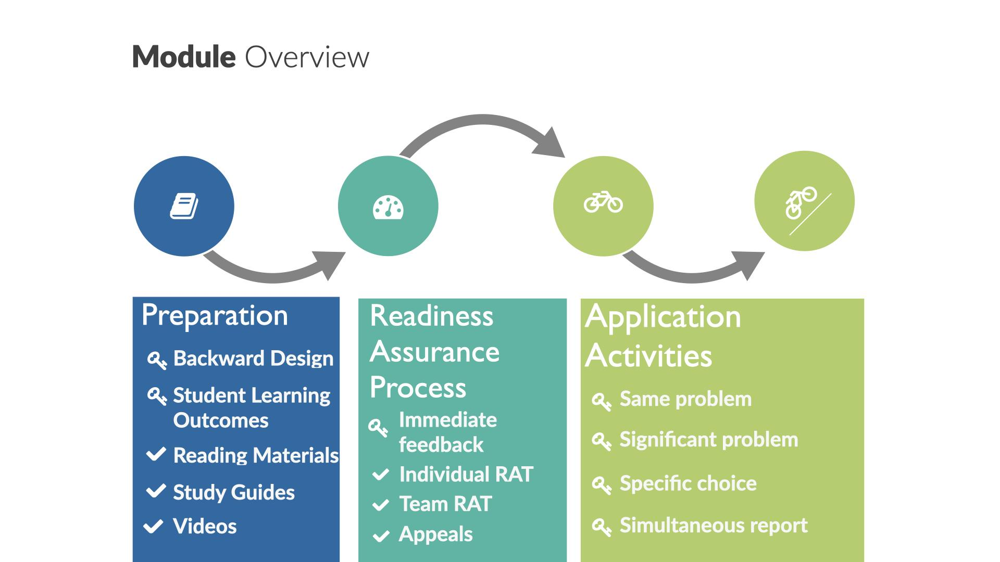 Module Overview
Preparation
Backward Design
Student Learning
Outcomes
Reading Materials
Study Guides
Videos
Readiness
Assurance
Process
Immediate
feedback
Individual RAT
Team RAT
Appeals
Application
Activities
Same problem
Significant problem
Specific choice
Simultaneous report